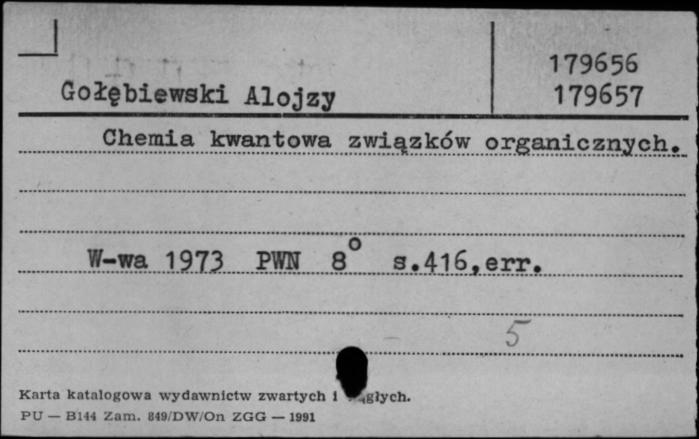 179656
Gołębiewski Alojzy 179657
Chemia kwantowa związków organicznych.
W-wa 1973 PWN 8° s.416,err.
5
Karta katalogowa wydawnictw zwartych i
PU — B144 Zam. 849/DW/On ZGG — 1991